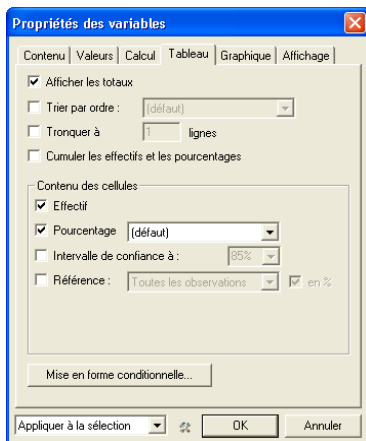 Propriétés des variables
Contenu Valeurs Calcul Tableau Graphique Affichage
Afficher les totaux
Trier par ordre : (défaut)
Tronquer à 1 lignes
Cumuler les effectifs et les pourcentages
Contenu des cellules
Effectif
Pourcentage (défaut)
Intervalle de confiance à : 85%
Référence : Toutes les observations en %
Mise en forme conditionnelle...
Appliquer à la sélection OK Annuler